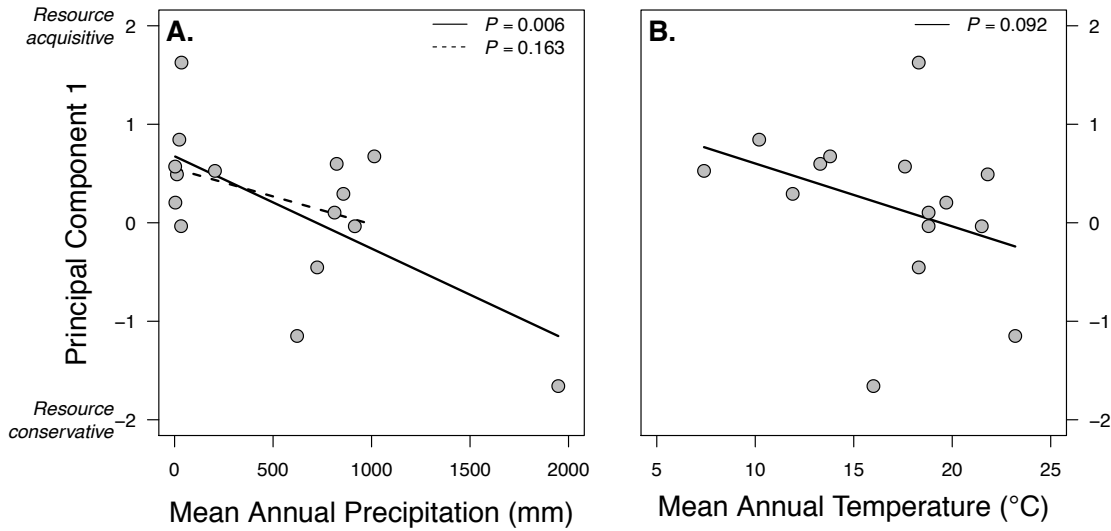 Resource
acquisitive
Resource
conservative
Principal Component 1
A.
P = 0.006
P = 0.163
2
1
0
−1
−2
0 500 1000 1500 2000
Mean Annual Precipitation (mm)
B.
P = 0.092
2
1
0
−1
−2
5 10 15 20 25
Mean Annual Temperature (°C)